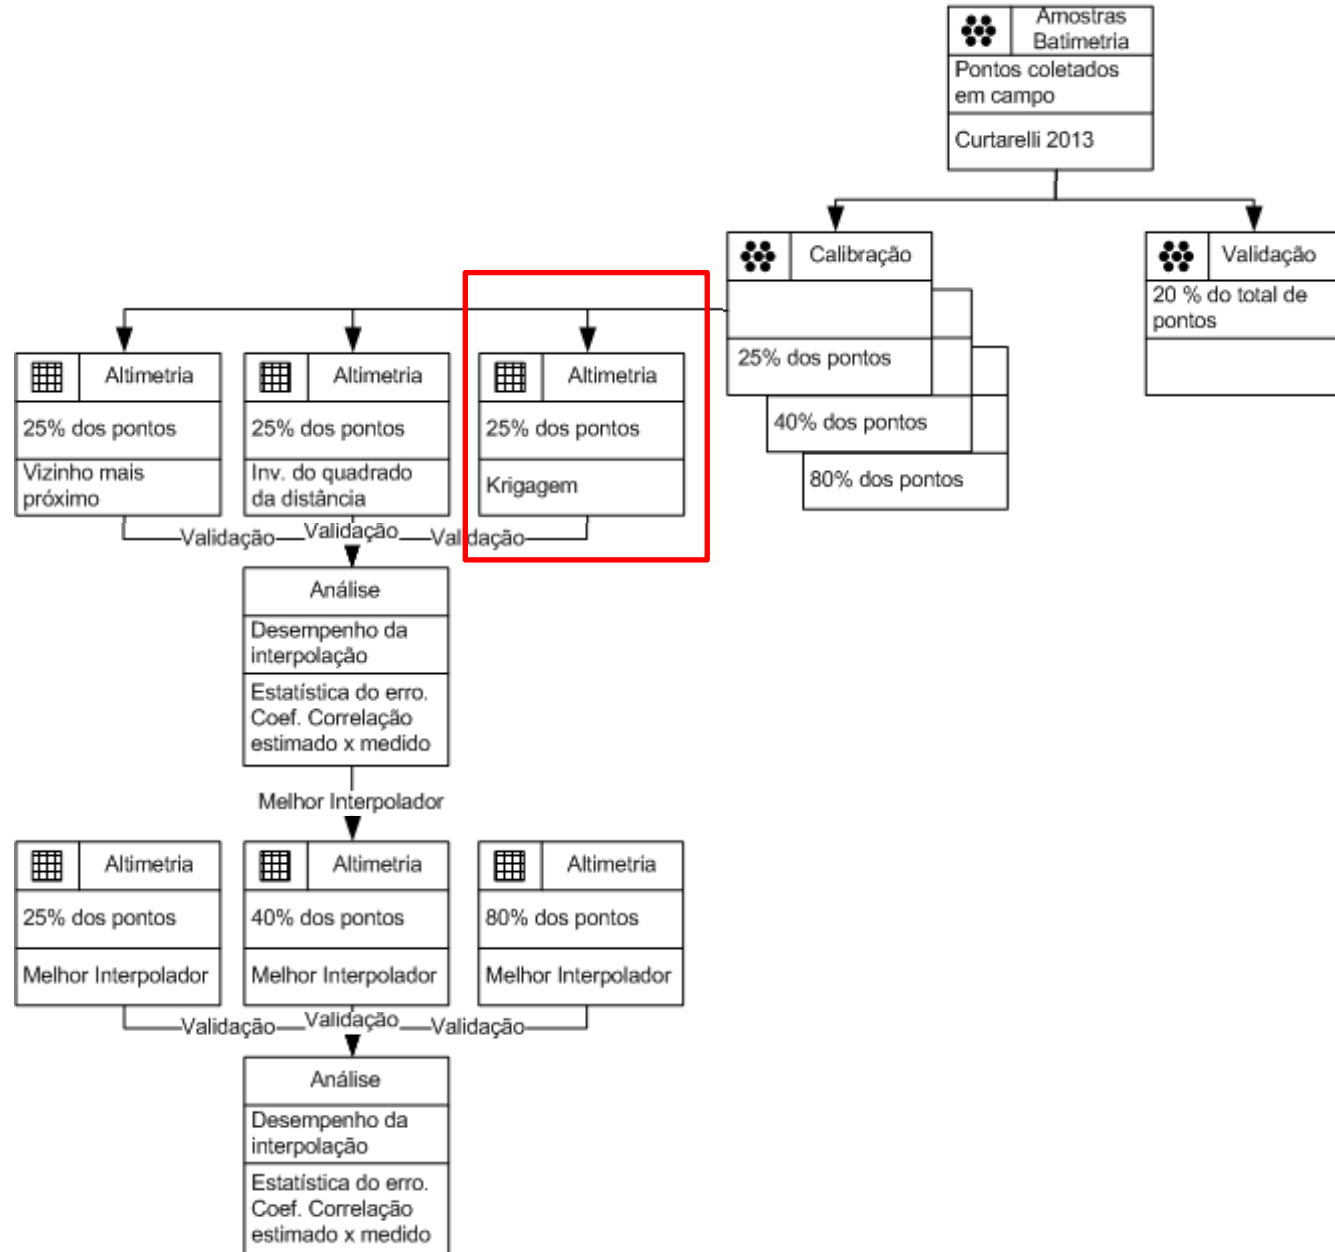 Amostras
Batimetria
Pontos coletados
em campo
Curtarelli 2013
Calibração
25% dos pontos
40% dos pontos
80% dos pontos
Validação
20 % do total de
pontos
Altimetria
25% dos pontos
Vizinho mais
próximo
Altimetria
25% dos pontos
Inv. do quadrado
da distância
Altimetria
25% dos pontos
Krigagem
Validação
Validação
Validação
Análise
Desempenho da
interpolação
Estatística do erro.
Coef. Correlação
estimado x medido
Melhor Interpolador
Altimetria
25% dos pontos
Melhor Interpolador
Altimetria
40% dos pontos
Melhor Interpolador
Altimetria
80% dos pontos
Melhor Interpolador
Validação
Validação
Validação
Análise
Desempenho da
interpolação
Estatística do erro.
Coef. Correlação
estimado x medido